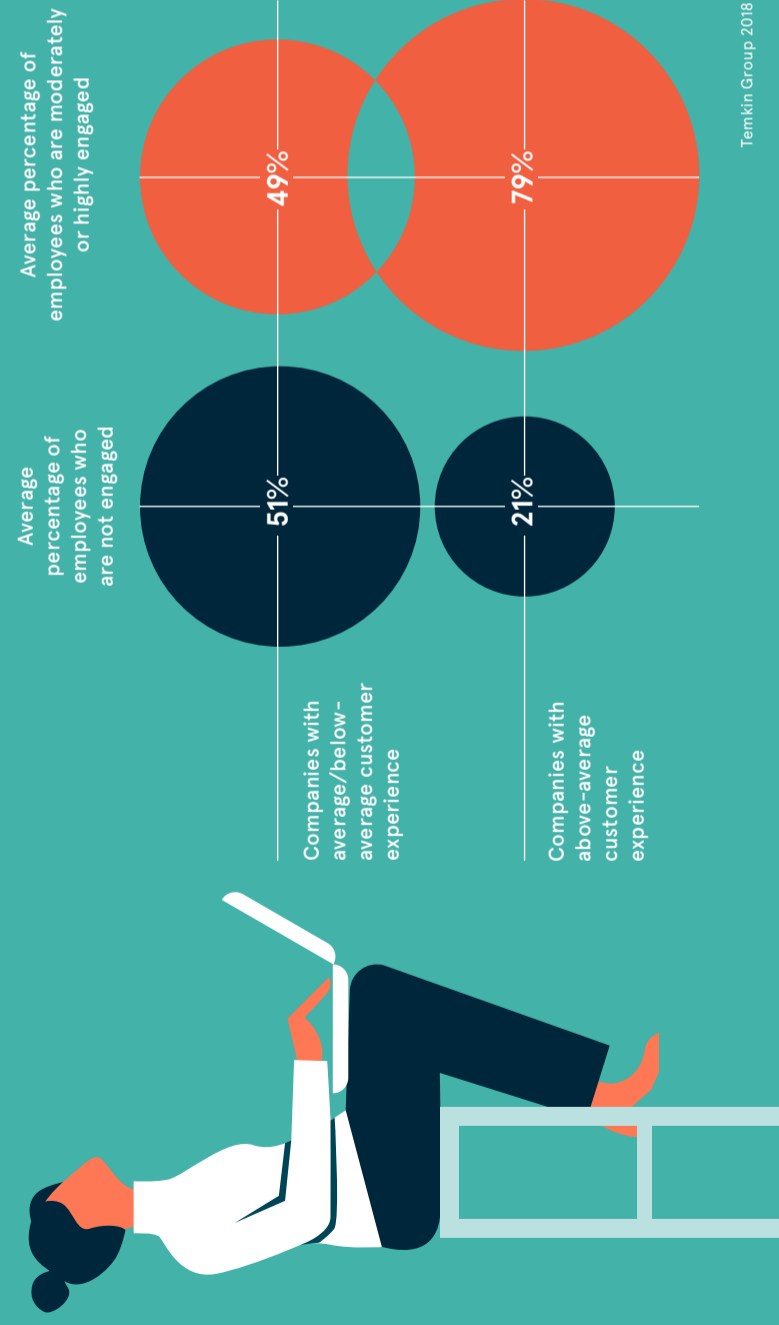 Average
percentage of
employees who
are not engaged
Average percentage of
employees who are moderately
or highly engaged
Companies with
average/below-
average customer
experience
51%
49%
Companies with
above-average
customer
experience
21%
79%
Temkin Group 2018